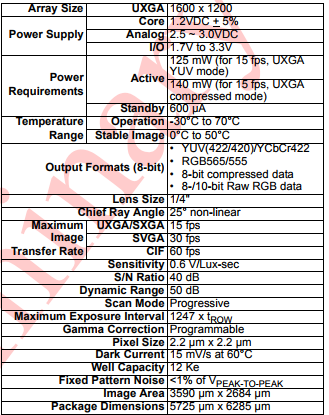 Array Size UXGA 1600 x 1200
Power Supply Core 1.2VDC ± 5%
Analog 2.5 ~ 3.0VDC
I/O 1.7V to 3.3V
Power Requirements Active 125 mW (for 15 fps, UXGA
YUV mode)
140 mW (for 15 fps, UXGA
compressed mode)
Standby 600 µA
Temperature Range Operation -30°C to 70°C
Stable Image 0°C to 50°C
Output Formats (8-bit) • YUV(422/420)/YCbCr422
• RGB565/555
• 8-bit compressed data
• 8-/10-bit Raw RGB data
Lens Size 1/4"
Chief Ray Angle 25° non-linear
Maximum Image Transfer Rate UXGA/SXGA 15 fps
SVGA 30 fps
CIF 60 fps
Sensitivity 0.6 V/Lux-sec
S/N Ratio 40 dB
Dynamic Range 50 dB
Scan Mode Progressive
Maximum Exposure Interval 1247 x tROW
Gamma Correction Programmable
Pixel Size 2.2 µm x 2.2 µm
Dark Current 15 mV/s at 60°C
Well Capacity 12 Ke
Fixed Pattern Noise <1% of VPEAK-TO-PEAK
Image Area 3590 µm x 2684 µm
Package Dimensions 5725 µm x 6285 µm